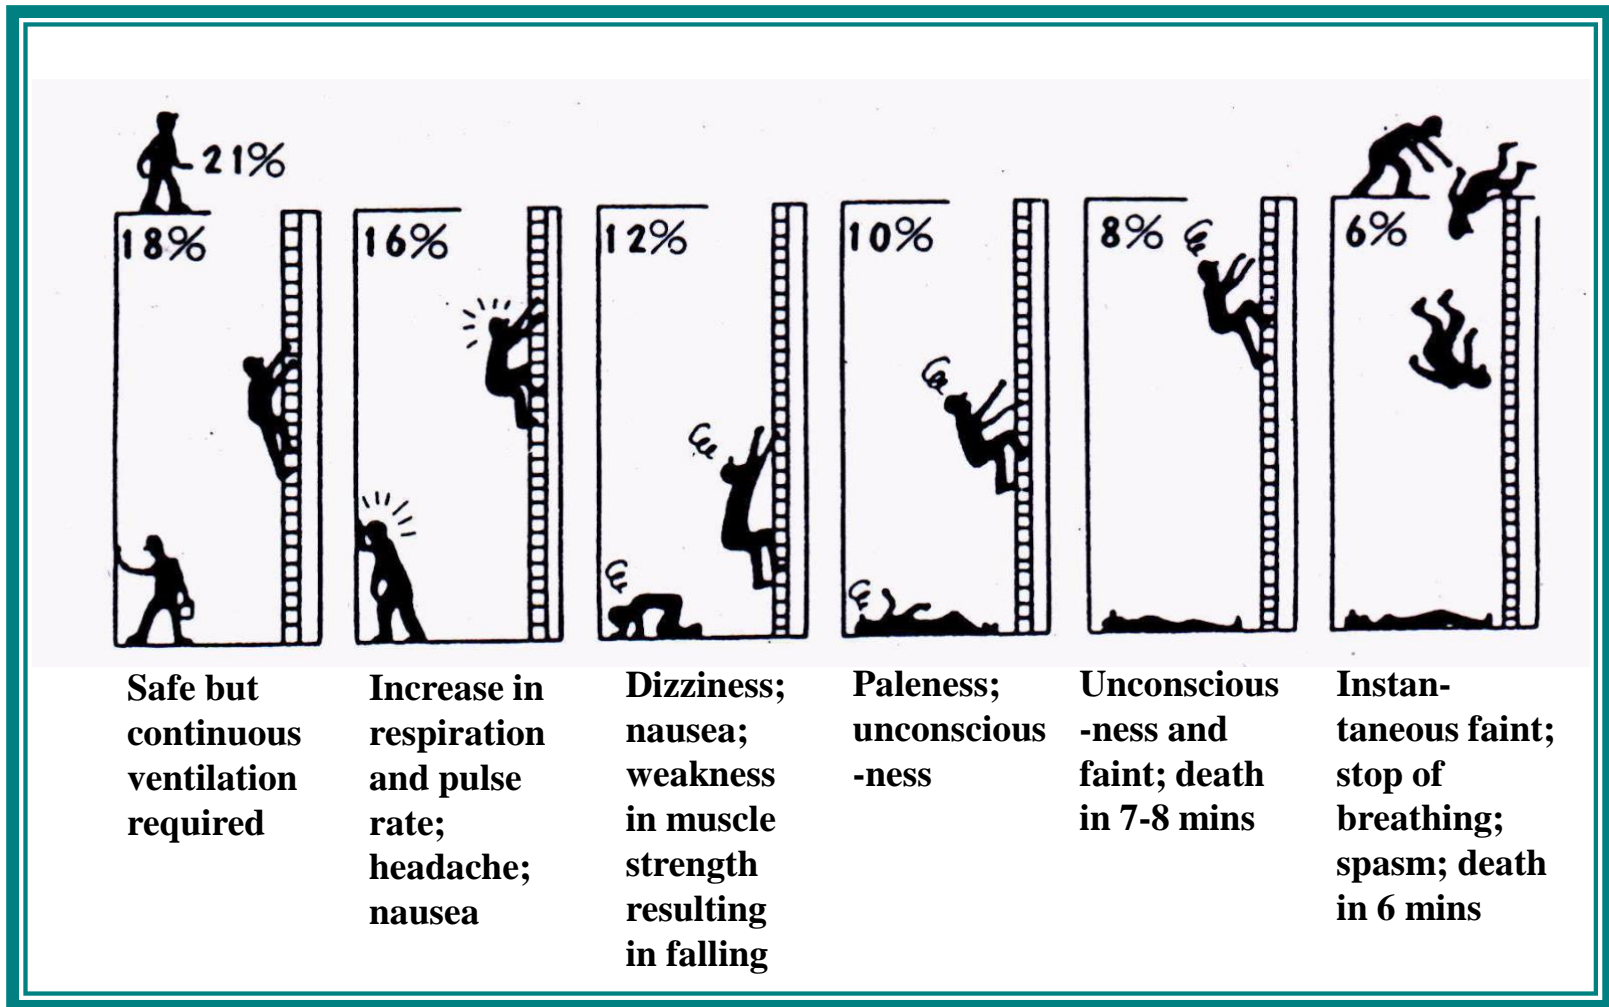 21%
18%
16%
12%
10%
8%
6%
Safe but
continuous
ventilation
required
Increase in
respiration
and pulse
rate;
headache;
nausea
Dizziness;
nausea;
weakness
in muscle
strength
resulting
in falling
Paleness;
unconscious
-ness
Unconscious
-ness and
faint; death
in 7-8 mins
Instan-
taneous faint;
stop of
breathing;
spasm; death
in 6 mins